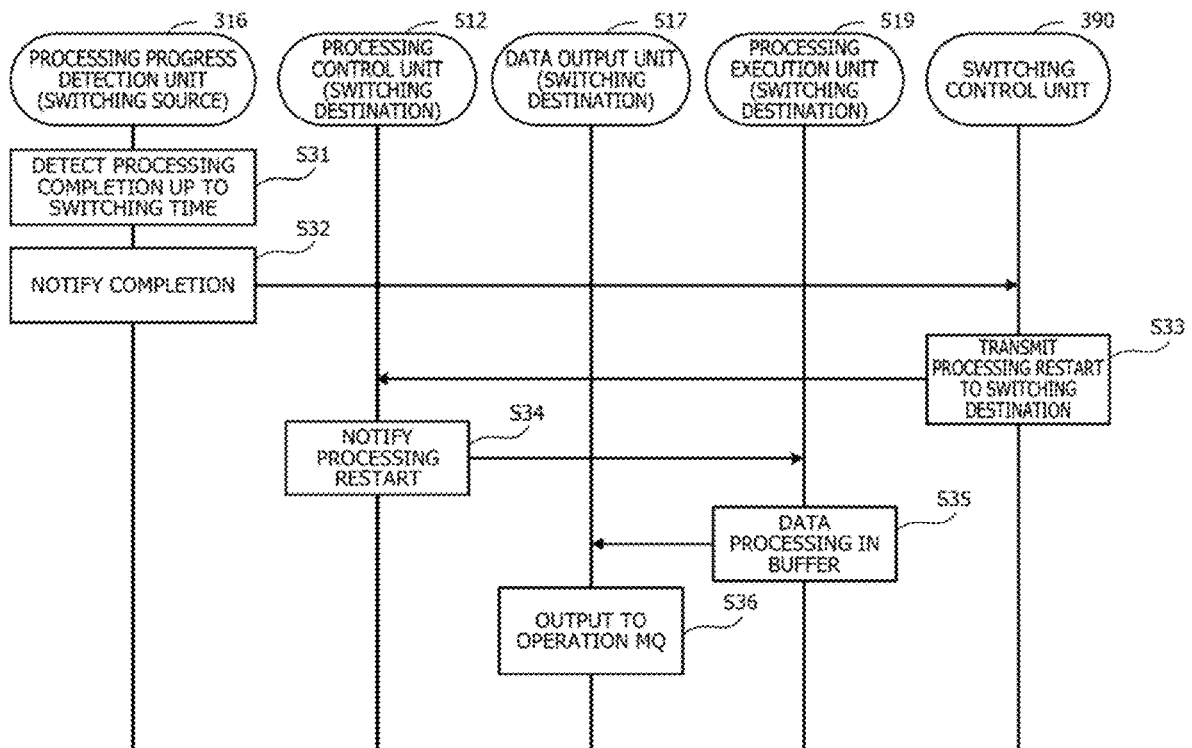 316
512
517
519
390
PROCESSING PROGRESS
DETECTION UNIT
(SWITCHING SOURCE)
PROCESSING
CONTROL UNIT
(SWITCHING
DESTINATION)
DATA OUTPUT UNIT
(SWITCHING
DESTINATION)
PROCESSING
EXECUTION UNIT
(SWITCHING
DESTINATION)
SWITCHING
CONTROL UNIT
S31
DETECT PROCESSING
COMPLETION UP TO
SWITCHING TIME
S32
NOTIFY COMPLETION
S33
TRANSMIT
PROCESSING RESTART
TO SWITCHING
DESTINATION
S34
NOTIFY
PROCESSING
RESTART
S35
DATA
PROCESSING IN
BUFFER
S36
OUTPUT TO
OPERATION MQ